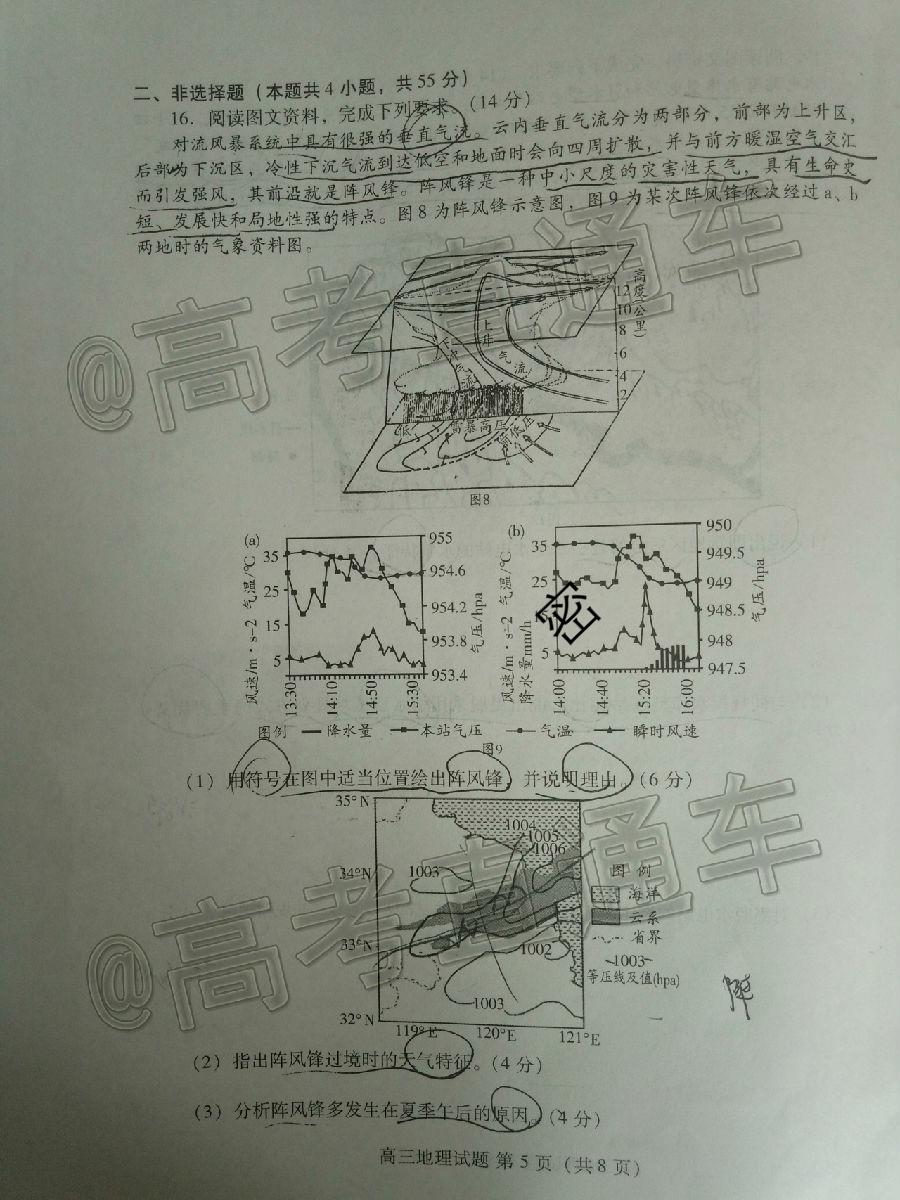 二、非选择题（本题共4小题，共55分）
16. 阅读图文资料，完成下列要求。（14分）
对流风暴系统中具有很强的垂直气流。云内垂直气流分为两部分，前部为上升区，
后部为下沉区，冷性下沉气流到达低空和地面时会向四周扩散，并与前方暖湿空气交汇
而引发强风，其前沿就是阵风锋。阵风锋是一种中小尺度的灾害性天气，具有生命史
短、发展快和局地性强的特点。图8为阵风锋示意图，图9为某次阵风锋依次经过a、b
两地时的气象资料图。
@高考直通车
高度（公里）
12
10
8
6
4
2
上升
气流
气流
低
雷暴高压
前低压
图8
(a)
风速/m·s-2 气温/℃
35
25
15
5
955
954.6
954.2
953.8
953.4
气压/hpa
13:30
14:10
14:50
15:30
(b)
风速/m·s-2 气温/℃
降水量mm/h
35
25
5
950
949.5
949
948.5
948
947.5
气压/hpa
14:00
14:40
15:20
16:00
密
图例 降水量 本站气压 气温 瞬时风速
图9
（1）用符号在图中适当位置绘出阵风锋，并说明理由。（6分）
@高考直通车
35°N
34°N
33°N
32°N
119°E
120°E
121°E
1004
1005
1006
1003
1002
1003
图 例
海洋
云系
省界
1003
等压线及值(hpa)
（2）指出阵风锋过境时的天气特征。（4分）
（3）分析阵风锋多发生在夏季午后的原因。（4分）
高三地理试题 第5页（共8页）